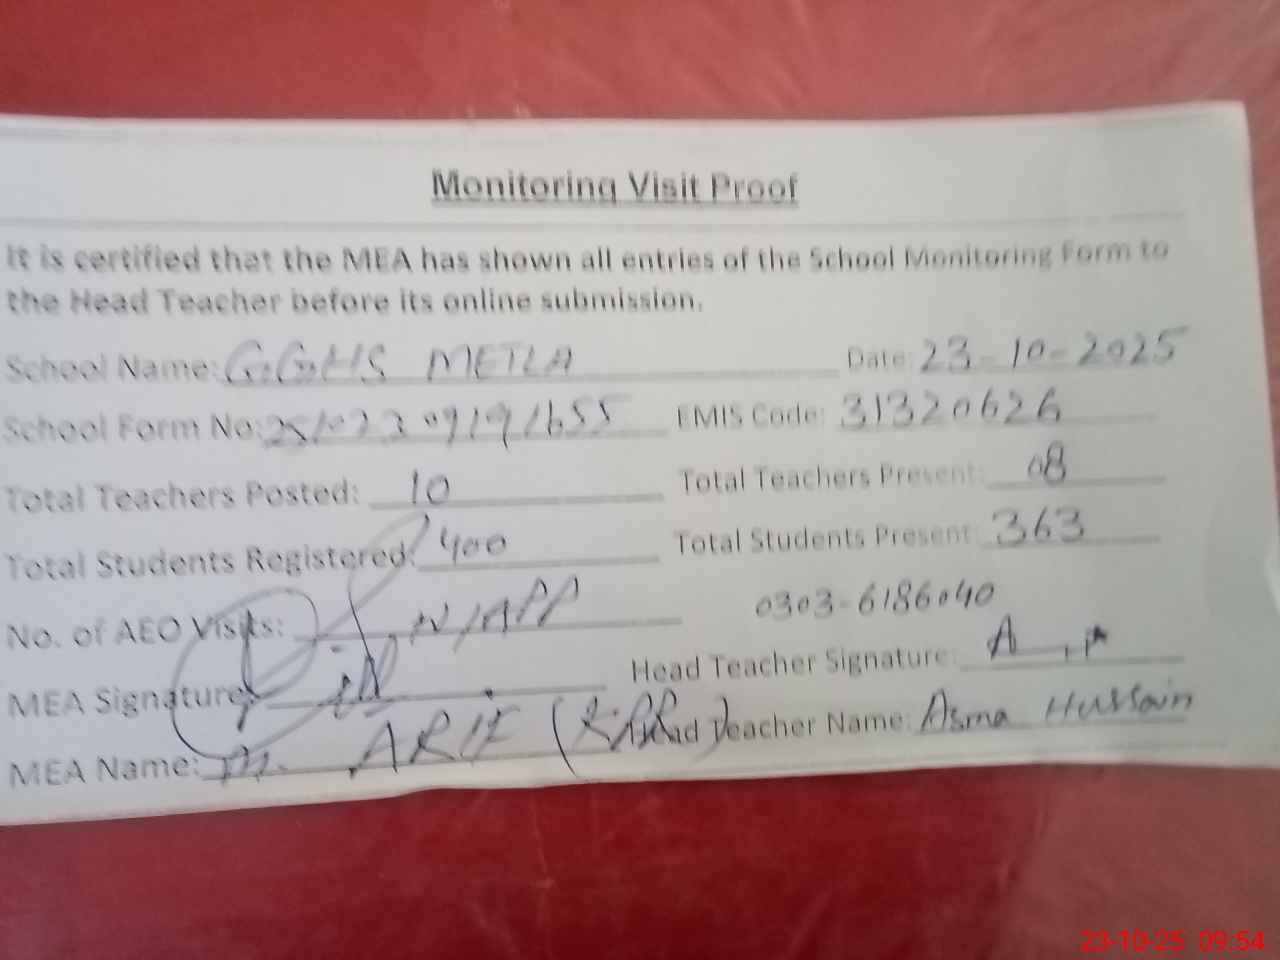 Monitoring Visit Proof
It is certified that the MEA has shown all entries of the School Monitoring Form to
the Head Teacher before its online submission.
School Name: GGHS METLA Date: 23-10-2025
School Form No: EMIS Code: 31320626
Total Teachers Posted: 10 Total Teachers Present: 08
Total Students Registered: 400 Total Students Present: 363
No. of AEO Visits: N/APP 0303-6186040
MEA Signature: Head Teacher Signature:
MEA Name: M. ARIF Head Teacher Name: Asma Hussain
23-10-25 09:54